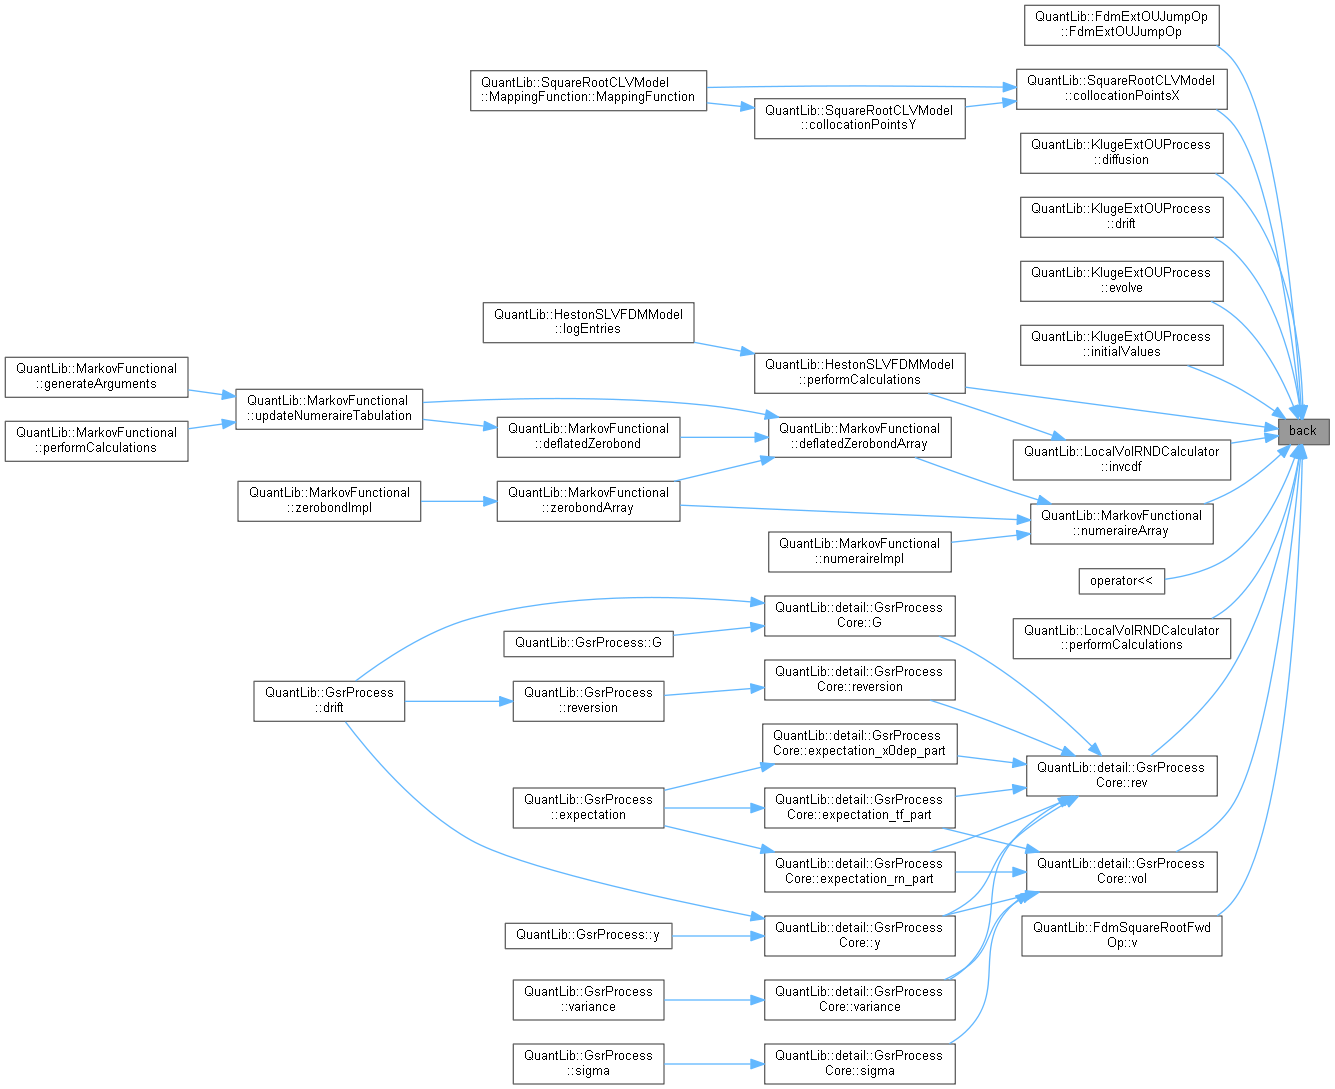 QuantLib::FdmExtOUJumpOp
::FdmExtOUJumpOp
QuantLib::SquareRootCLVModel
::MappingFunction::MappingFunction
QuantLib::SquareRootCLVModel
::collocationPointsX
QuantLib::SquareRootCLVModel
::collocationPointsY
QuantLib::KlugeExtOUProcess
::diffusion
QuantLib::KlugeExtOUProcess
::drift
QuantLib::KlugeExtOUProcess
::evolve
QuantLib::HestonSLVFDMModel
::logEntries
QuantLib::KlugeExtOUProcess
::initialValues
QuantLib::MarkovFunctional
::generateArguments
QuantLib::HestonSLVFDMModel
::performCalculations
QuantLib::MarkovFunctional
::updateNumeraireTabulation
QuantLib::MarkovFunctional
::performCalculations
QuantLib::MarkovFunctional
::deflatedZerobond
QuantLib::MarkovFunctional
::deflatedZerobondArray
back
QuantLib::LocalVolRNDCalculator
::invcdf
QuantLib::MarkovFunctional
::zerobondImpl
QuantLib::MarkovFunctional
::zerobondArray
QuantLib::MarkovFunctional
::numeraireArray
QuantLib::MarkovFunctional
::numeraireImpl
operator<<
QuantLib::detail::GsrProcess
Core::G
QuantLib::GsrProcess::G
QuantLib::LocalVolRNDCalculator
::performCalculations
QuantLib::GsrProcess
::drift
QuantLib::GsrProcess
::reversion
QuantLib::detail::GsrProcess
Core::reversion
QuantLib::detail::GsrProcess
Core::expectation_x0dep_part
QuantLib::detail::GsrProcess
Core::rev
QuantLib::GsrProcess
::expectation
QuantLib::detail::GsrProcess
Core::expectation_tf_part
QuantLib::detail::GsrProcess
Core::expectation_rn_part
QuantLib::detail::GsrProcess
Core::vol
QuantLib::GsrProcess::y
QuantLib::detail::GsrProcess
Core::y
QuantLib::FdmSquareRootFwd
Op::v
QuantLib::GsrProcess
::variance
QuantLib::detail::GsrProcess
Core::variance
QuantLib::GsrProcess
::sigma
QuantLib::detail::GsrProcess
Core::sigma